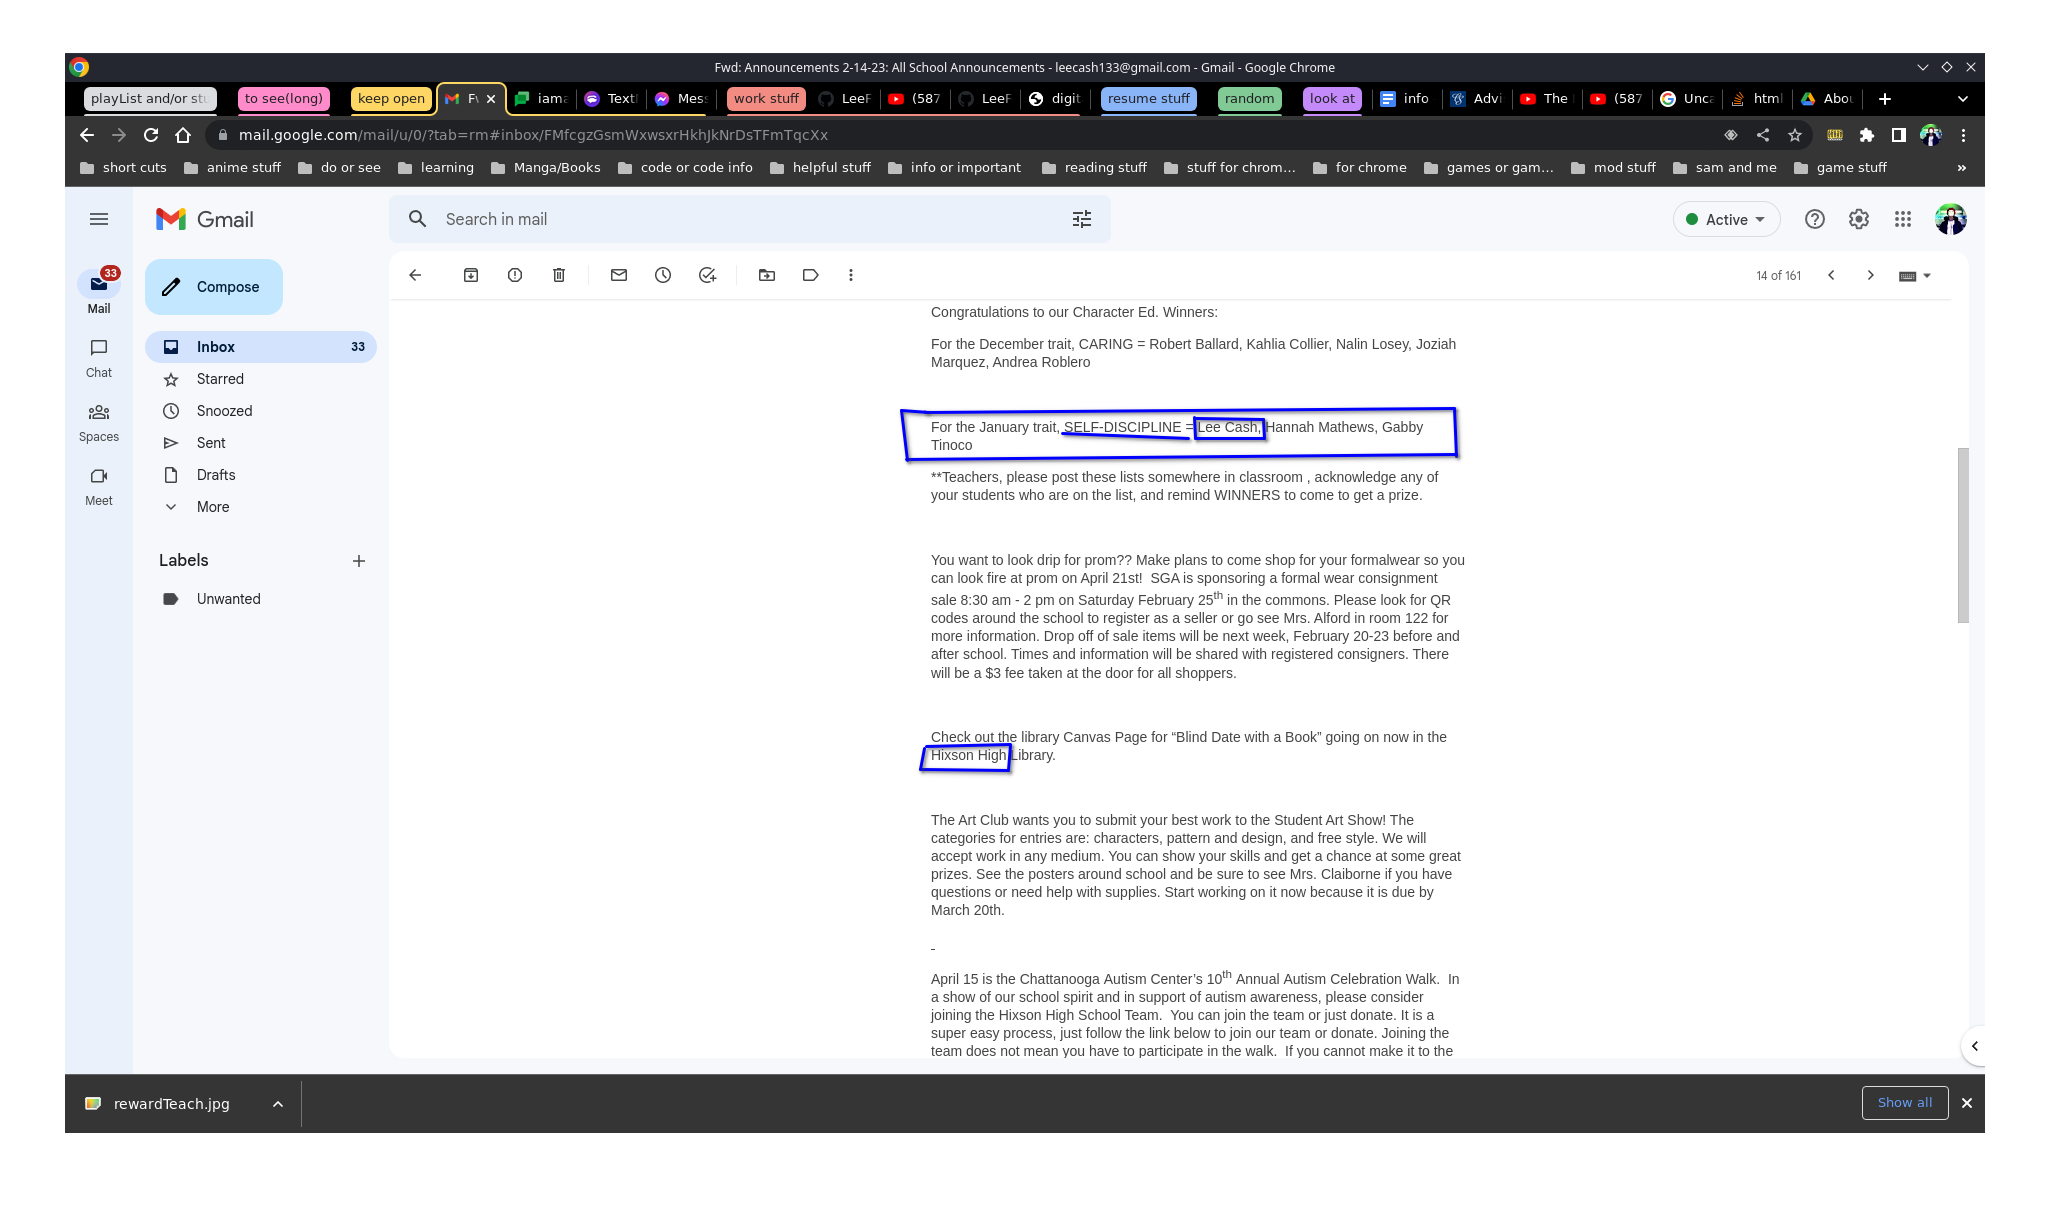 Fwd: Announcements 2-14-23: All School Announcements - leecash133@gmail.com - Gmail - Google Chrome
playList and/or stu to see(long) keep open Fv iama Text Mess work stuff LeeF (587 LeeF digit resume stuff random look at info Advi The (587 Unca html Abou
mail.google.com/mail/u/0/?tab=rm#inbox/FMfcgzGsmWxwsxrHkhJkNrDsTFmTqcXx
short cuts anime stuff do or see learning Manga/Books code or code info helpful stuff info or important reading stuff stuff for chrom... for chrome games or gam... mod stuff sam and me game stuff »
Gmail
Search in mail
Active
33
Mail
Chat
Spaces
Meet
Compose
Inbox 33
Starred
Snoozed
Sent
Drafts
More
Labels
Unwanted
14 of 161
Congratulations to our Character Ed. Winners:
For the December trait, CARING = Robert Ballard, Kahlia Collier, Nalin Losey, Joziah
Marquez, Andrea Roblero
For the January trait, SELF-DISCIPLINE = Lee Cash, Hannah Mathews, Gabby
Tinoco
**Teachers, please post these lists somewhere in classroom , acknowledge any of
your students who are on the list, and remind WINNERS to come to get a prize.
You want to look drip for prom?? Make plans to come shop for your formalwear so you
can look fire at prom on April 21st!  SGA is sponsoring a formal wear consignment
sale 8:30 am - 2 pm on Saturday February 25th in the commons. Please look for QR
codes around the school to register as a seller or go see Mrs. Alford in room 122 for
more information. Drop off of sale items will be next week, February 20-23 before and
after school. Times and information will be shared with registered consigners. There
will be a $3 fee taken at the door for all shoppers.
Check out the library Canvas Page for “Blind Date with a Book” going on now in the
Hixson High Library.
The Art Club wants you to submit your best work to the Student Art Show! The
categories for entries are: characters, pattern and design, and free style. We will
accept work in any medium. You can show your skills and get a chance at some great
prizes. See the posters around school and be sure to see Mrs. Claiborne if you have
questions or need help with supplies. Start working on it now because it is due by
March 20th.
-
April 15 is the Chattanooga Autism Center’s 10th Annual Autism Celebration Walk.  In
a show of our school spirit and in support of autism awareness, please consider
joining the Hixson High School Team.  You can join the team or just donate. It is a
super easy process, just follow the link below to join our team or donate. Joining the
team does not mean you have to participate in the walk.  If you cannot make it to the
rewardTeach.jpg
Show all